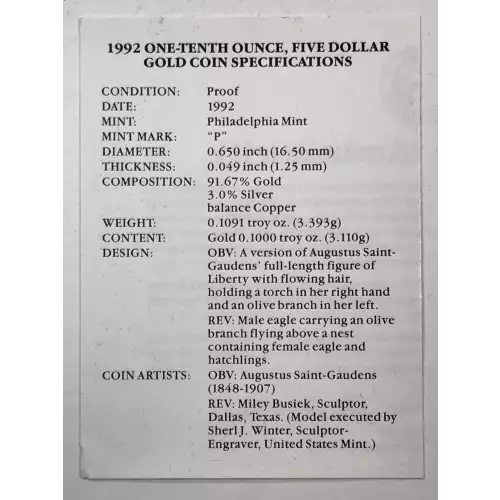 1992 ONE-TENTH OUNCE, FIVE DOLLAR
GOLD COIN SPECIFICATIONS
CONDITION: Proof
DATE: 1992
MINT: Philadelphia Mint
MINT MARK: “P”
DIAMETER: 0.650 inch (16.50 mm)
THICKNESS: 0.049 inch (1.25 mm)
COMPOSITION: 91.67% Gold
3.0% Silver
balance Copper
WEIGHT: 0.1091 troy oz. (3.393g)
CONTENT: Gold 0.1000 troy oz. (3.110g)
DESIGN: OBV: A version of Augustus Saint-
Gaudens’ full-length figure of
Liberty with flowing hair,
holding a torch in her right hand
and an olive branch in her left.
REV: Male eagle carrying an olive
branch flying above a nest
containing female eagle and
hatchlings.
COIN ARTISTS: OBV: Augustus Saint-Gaudens
(1848-1907)
REV: Miley Busiek, Sculptor,
Dallas, Texas. (Model executed by
Sherl J. Winter, Sculptor-
Engraver, United States Mint.)